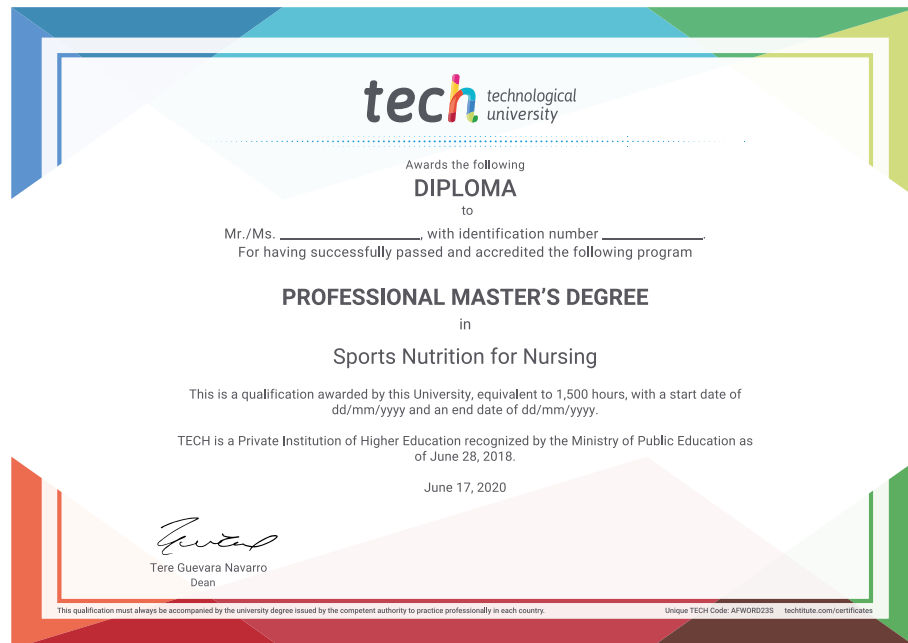 tech technological
university
Awards the following
DIPLOMA
to
Mr./Ms. ____________________, with identification number ______________.
For having successfully passed and accredited the following program
PROFESSIONAL MASTER'S DEGREE
in
Sports Nutrition for Nursing
This is a qualification awarded by this University, equivalent to 1,500 hours, with a start date of
dd/mm/yyyy and an end date of dd/mm/yyyy.
TECH is a Private Institution of Higher Education recognized by the Ministry of Public Education as
of June 28, 2018.
June 17, 2020
Tere Guevara Navarro
Dean
This qualification must always be accompanied by the university degree issued by the competent authority to practice professionally in each country. Unique TECH Code: AFWORD23S techtitute.com/certificates